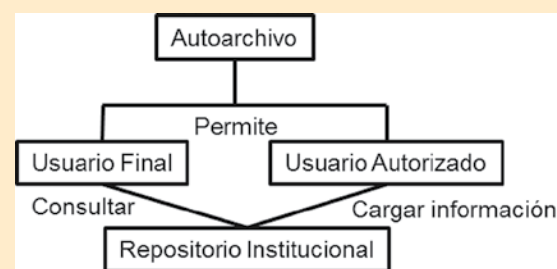 Autoarchivo
Permite
Usuario Final
Usuario Autorizado
Consultar
Cargar información
Repositorio Institucional